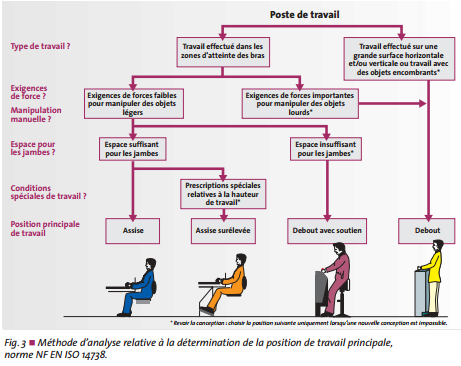 Poste de travail
Type de travail ?
Travail effectué dans les
zones d'atteinte des bras
Travail effectué sur une
grande surface horizontale
et/ou verticale ou travail avec
des objets encombrants*
Exigences
de force ?
Manipulation
manuelle ?
Exigences de forces faibles
pour manipuler des objets
légers
Exigences de forces importantes
pour manipuler des objets
lourds*
Espace pour
les jambes ?
Espace suffisant
pour les jambes
Espace insuffisant
pour les jambes*
Conditions
spéciales de travail ?
Prescriptions spéciales
relatives à la hauteur
de travail*
Position principale
de travail
Assise
Assise surélevée
Debout avec soutien
Debout
* Revoir la conception : choisir la position suivante uniquement lorsqu'une nouvelle conception est impossible.
Fig. 3 ■ Méthode d'analyse relative à la détermination de la position de travail principale,
norme NF EN ISO 14738.